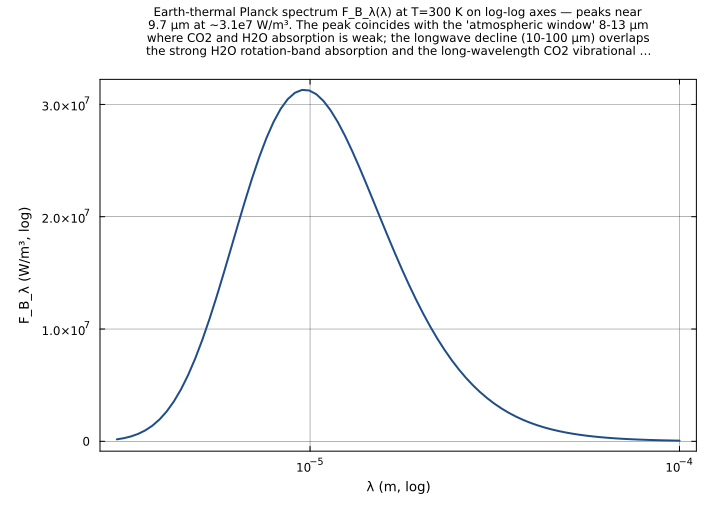 Earth-thermal Planck spectrum F_B_λ(λ) at T=300 K on log-log axes — peaks near
9.7 μm at ~3.1e7 W/m³. The peak coincides with the 'atmospheric window' 8-13 μm
where CO2 and H2O absorption is weak; the longwave decline (10-100 μm) overlaps
the strong H2O rotation-band absorption and the long-wavelength CO2 vibrational ...
3.0×10⁷
2.0×10⁷
1.0×10⁷
0
F_B_λ (W/m³, log)
10⁻⁵
10⁻⁴
λ (m, log)